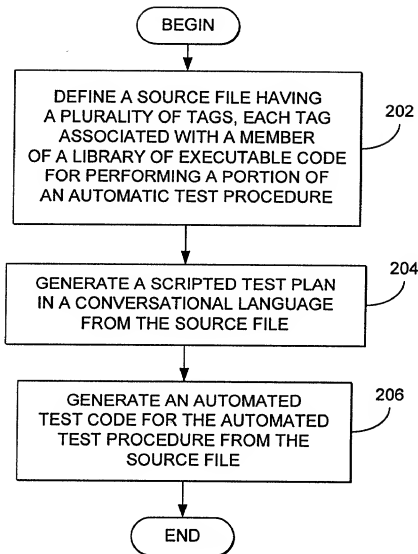 BEGIN
DEFINE A SOURCE FILE HAVING
A PLURALITY OF TAGS, EACH TAG
ASSOCIATED WITH A MEMBER
OF A LIBRARY OF EXECUTABLE CODE
FOR PERFORMING A PORTION OF
AN AUTOMATIC TEST PROCEDURE
202
GENERATE A SCRIPTED TEST PLAN
IN A CONVERSATIONAL LANGUAGE
FROM THE SOURCE FILE
204
GENERATE AN AUTOMATED
TEST CODE FOR THE AUTOMATED
TEST PROCEDURE FROM THE
SOURCE FILE
206
END